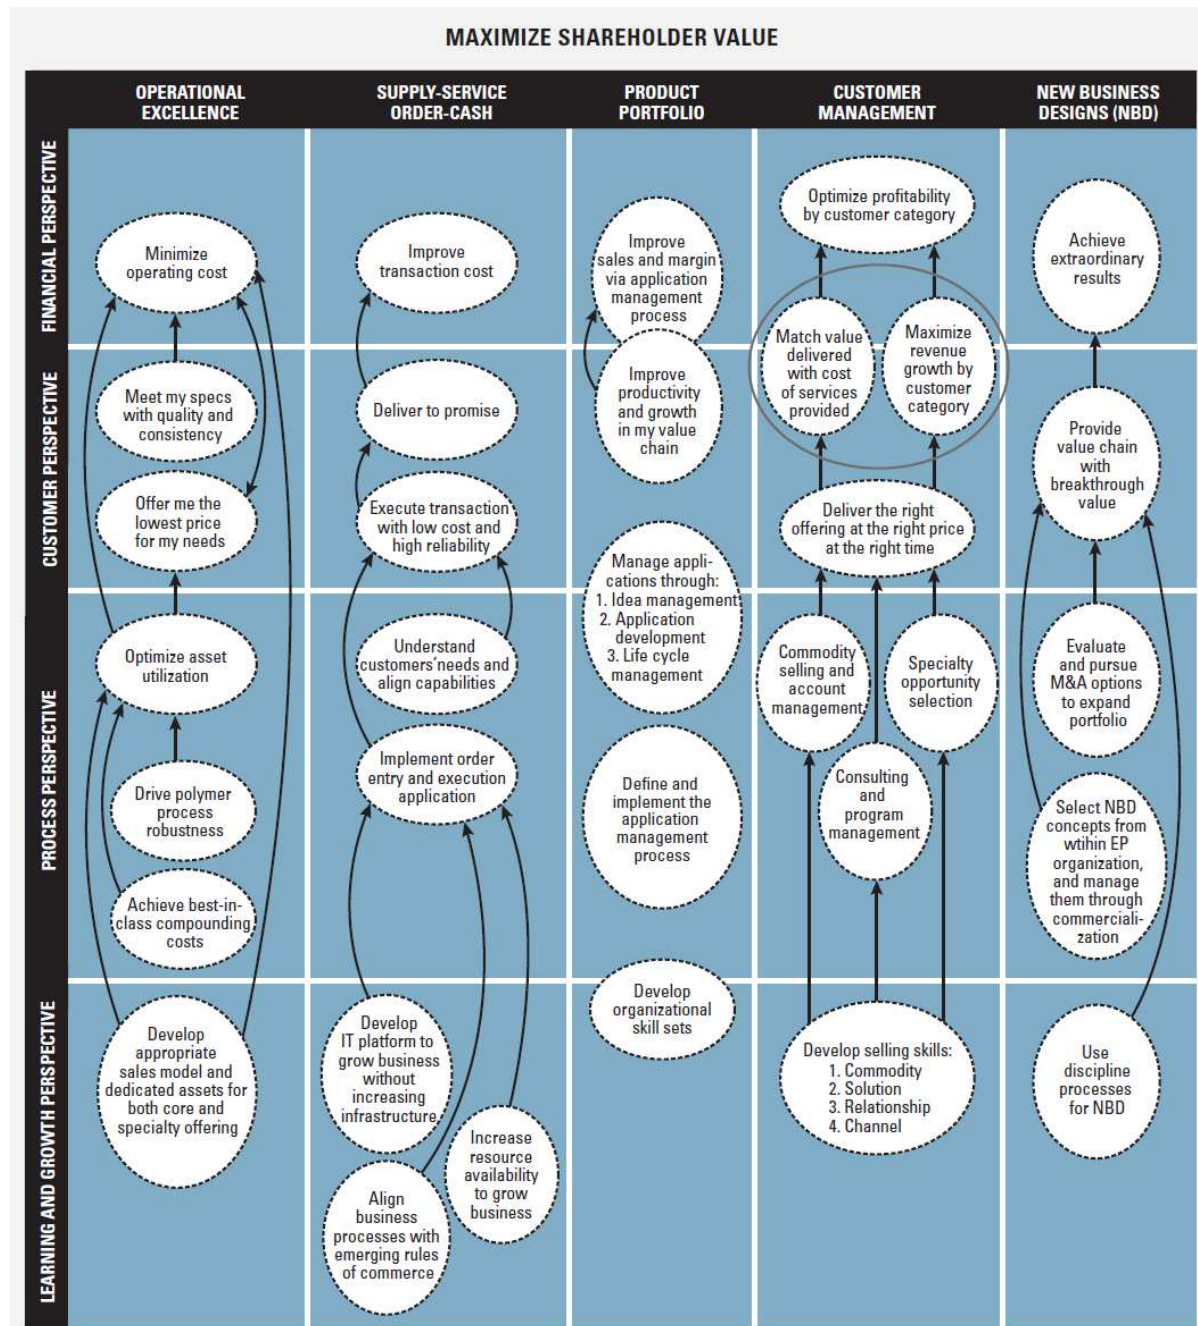 MAXIMIZE SHAREHOLDER VALUE
OPERATIONAL
EXCELLENCE
SUPPLY-SERVICE
ORDER-CASH
PRODUCT
PORTFOLIO
CUSTOMER
MANAGEMENT
NEW BUSINESS
DESIGNS (NBD)
FINANCIAL PERSPECTIVE
Minimize
operating cost
Improve
transaction cost
Improve
sales and margin
via application
management
process
Optimize profitability
by customer category
Match value
delivered
with cost
of services
provided
Maximize
revenue
growth by
customer
category
Achieve
extraordinary
results
CUSTOMER PERSPECTIVE
Meet my specs
with quality and
consistency
Offer me the
lowest price
for my needs
Deliver to promise
Execute transaction
with low cost and
high reliability
Improve
productivity
and growth
in my value
chain
Deliver the right
offering at the right price
at the right time
Provide
value chain
with
breakthrough
value
PROCESS PERSPECTIVE
Optimize asset
utilization
Drive polymer
process
robustness
Achieve best-in-
class compounding
costs
Understand
customers' needs and
align capabilities
Implement order
entry and execution
application
Manage appli-
cations through:
1. Idea management
2. Application
development
3. Life cycle
management
Define and
implement the
application
management
process
Commodity
selling and
account
management
Consulting
and
program
management
Specialty
opportunity
selection
Evaluate
and pursue
M&A options
to expand
portfolio
Select NBD
concepts from
wtihin EP
organization,
and manage
them through
commerciali-
zation
LEARNING AND GROWTH PERSPECTIVE
Develop
appropriate
sales model and
dedicated assets for
both core and
specialty offering
Develop
IT platform to
grow business
without
increasing
infrastructure
Align
business
processes with
emerging rules
of commerce
Increase
resource
availability
to grow
business
Develop
organizational
skill sets
Develop selling skills:
1. Commodity
2. Solution
3. Relationship
4. Channel
Use
discipline
processes
for NBD